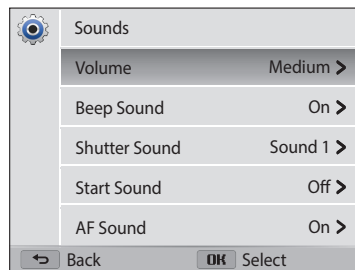 Sounds
Volume Medium >
Beep Sound On >
Shutter Sound Sound 1 >
Start Sound Off >
AF Sound On >
Back OK Select